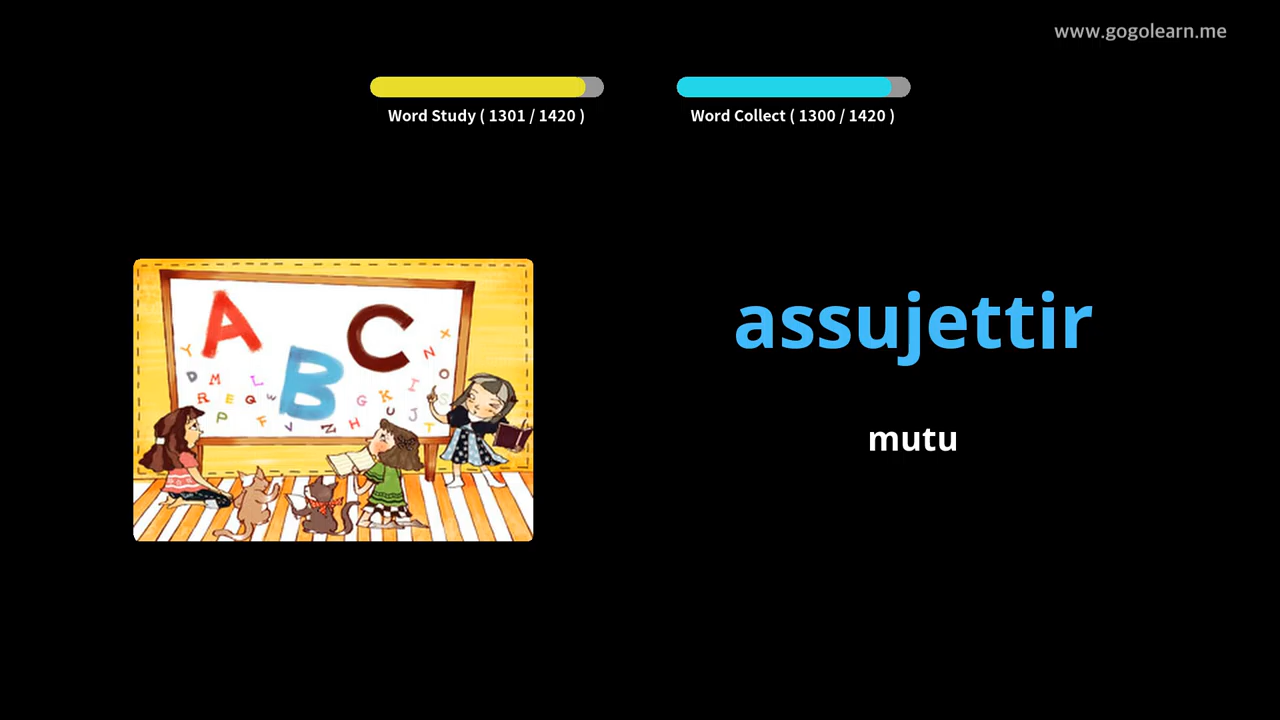 www.gogolearn.me
Word Study ( 1301 / 1420 )
Word Collect ( 1300 / 1420 )
A
C
B
X
Y
N
D M L O
I
R E Q W G K S
P F U J
V Z H T
assujettir
mutu